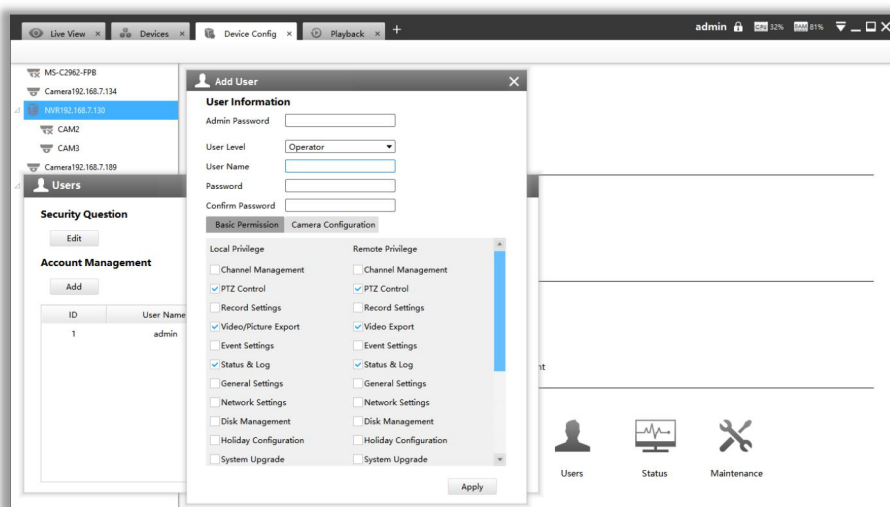 Live View × Devices × Device Config × Playback × + admin CPU 32% RAM 81%
MS-C2962-FPB
Camera192.168.7.134
NVR192.168.7.130
CAM2
CAM3
Camera192.168.7.189
Users
Security Question
Edit
Account Management
Add
ID User Name
1 admin
Add User
User Information
Admin Password
User Level Operator
User Name
Password
Confirm Password
Basic Permission Camera Configuration
Local Privilege Remote Privilege
Channel Management Channel Management
PTZ Control PTZ Control
Record Settings Record Settings
Video/Picture Export Video Export
Event Settings Event Settings
Status & Log Status & Log
General Settings General Settings
Network Settings Network Settings
Disk Management Disk Management
Holiday Configuration Holiday Configuration
System Upgrade System Upgrade
Apply
nt
Users Status Maintenance